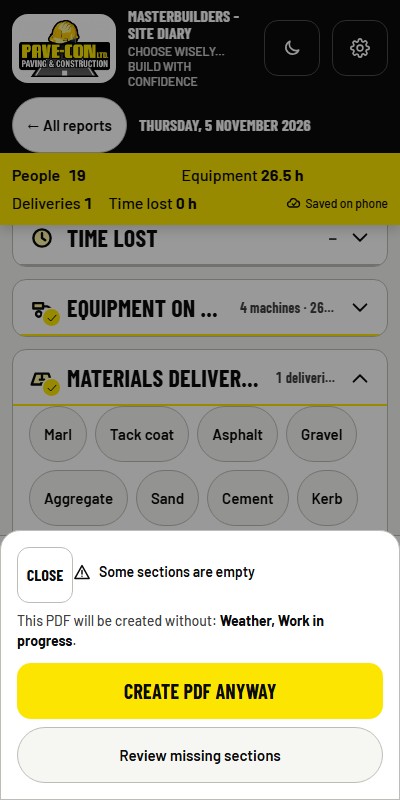 PAVE-CON LTD.
PAVING & CONSTRUCTION
MASTERBUILDERS -
SITE DIARY
CHOOSE WISELY...
BUILD WITH
CONFIDENCE
← All reports
THURSDAY, 5 NOVEMBER 2026
People 19 Equipment 26.5 h
Deliveries 1 Time lost 0 h Saved on phone
TIME LOST –
EQUIPMENT ON ... 4 machines · 26...
MATERIALS DELIVER... 1 deliveri...
Marl Tack coat Asphalt Gravel
Aggregate Sand Cement Kerb
CLOSE Some sections are empty
This PDF will be created without: Weather, Work in
progress.
CREATE PDF ANYWAY
Review missing sections